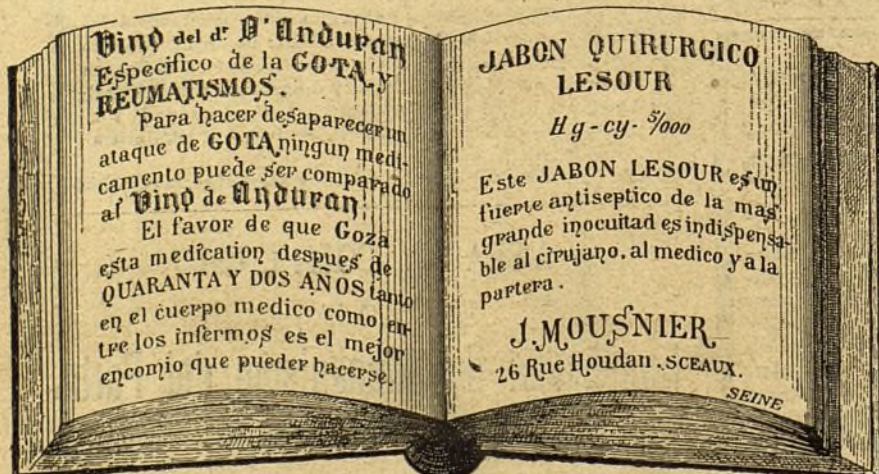 Vino del dr D'Anduran
Especifico de la GOTA y
REUMATISMOS.
Para hacer desaparecer un
ataque de GOTA ningun medi-
camento puede ser comparado
al Vino de Anduran.
El favor de que Goza
esta medication despues de
QUARANTA Y DOS AÑOS tanto
en el cuerpo medico como en-
tre los infermos es el mejor
encomio que pueder hacerse.
JABON QUIRURGICO
LESOUR
Hg-cy- 5/000
Este JABON LESOUR es un
fuerte antiseptico de la mas
grande inocuitad es indispensa-
ble al cirujano, al medico y a la
partera.
J. MOUSNIER
26 Rue Houdan. SCEAUX.
SEINE